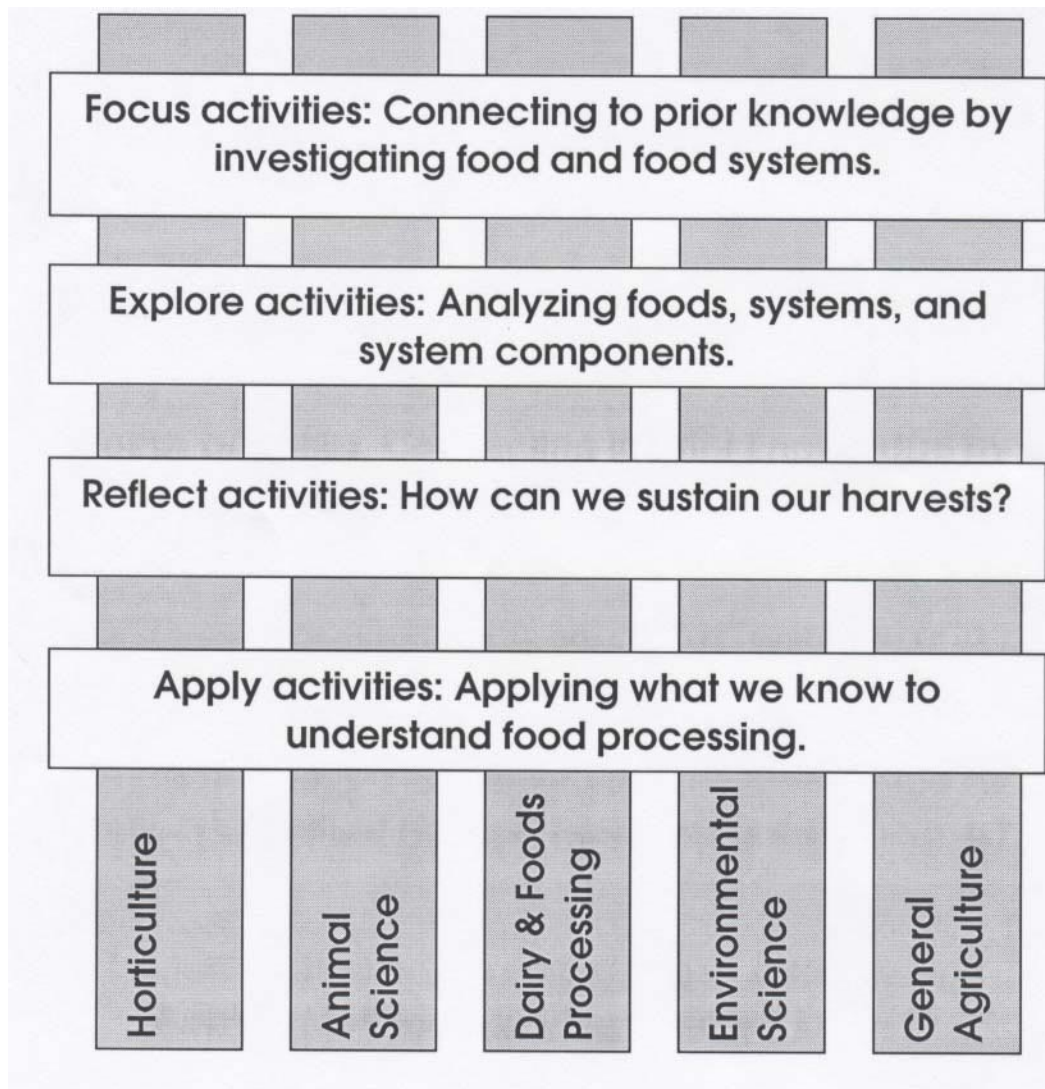 Focus activities: Connecting to prior knowledge by
investigating food and food systems.
Explore activities: Analyzing foods, systems, and
system components.
Reflect activities: How can we sustain our harvests?
Apply activities: Applying what we know to
understand food processing.
Horticulture
Animal
Science
Dairy & Foods
Processing
Environmental
Science
General
Agriculture